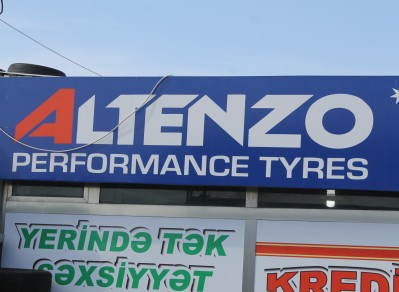 ALTENZO
PERFORMANCE TYRES
YERİNDƏ TƏK
ŞƏXSİYYƏT
KREDİ